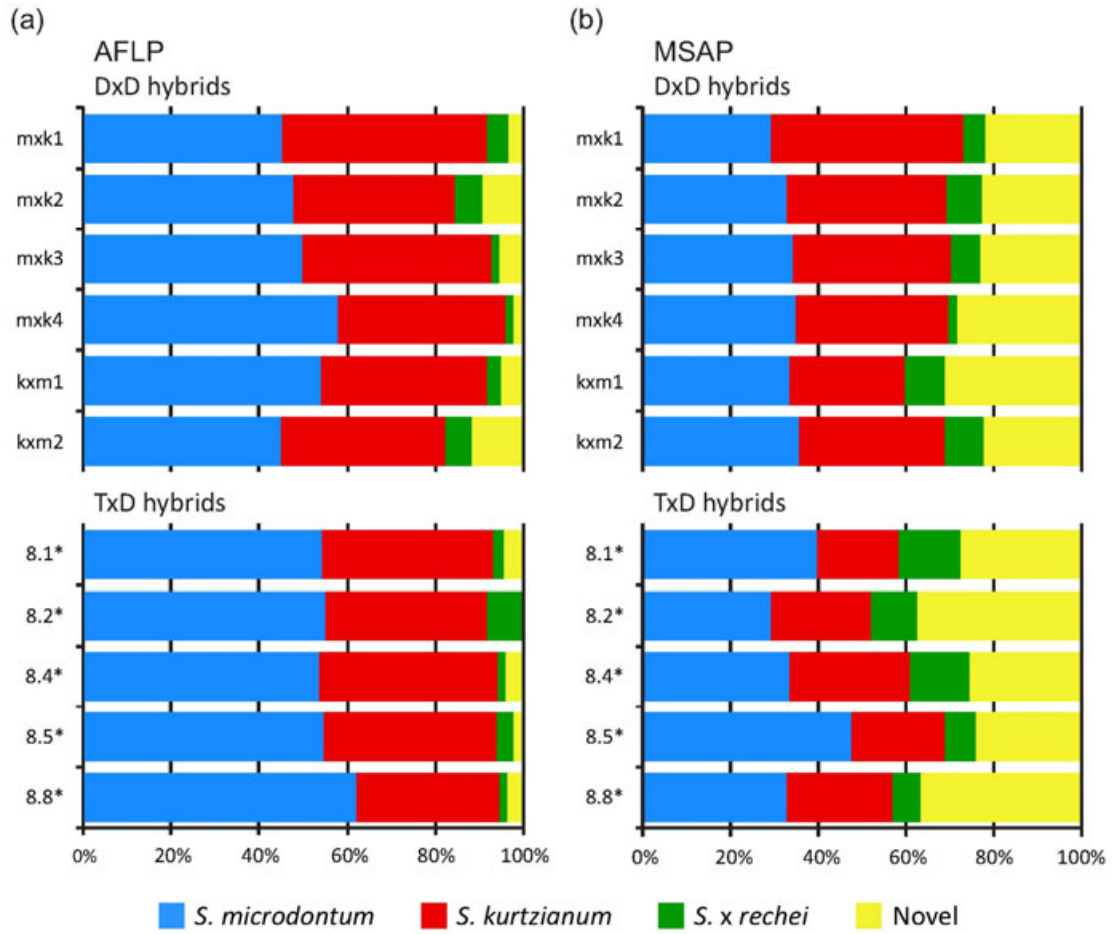 (a)
AFLP
DxD hybrids
mxk1
mxk2
mxk3
mxk4
kxm1
kxm2
TxD hybrids
8.1*
8.2*
8.4*
8.5*
8.8*
0% 20% 40% 60% 80% 100%
(b)
MSAP
DxD hybrids
mxk1
mxk2
mxk3
mxk4
kxm1
kxm2
TxD hybrids
8.1*
8.2*
8.4*
8.5*
8.8*
0% 20% 40% 60% 80% 100%
S. microdontum S. kurtzianum S. x rechei Novel